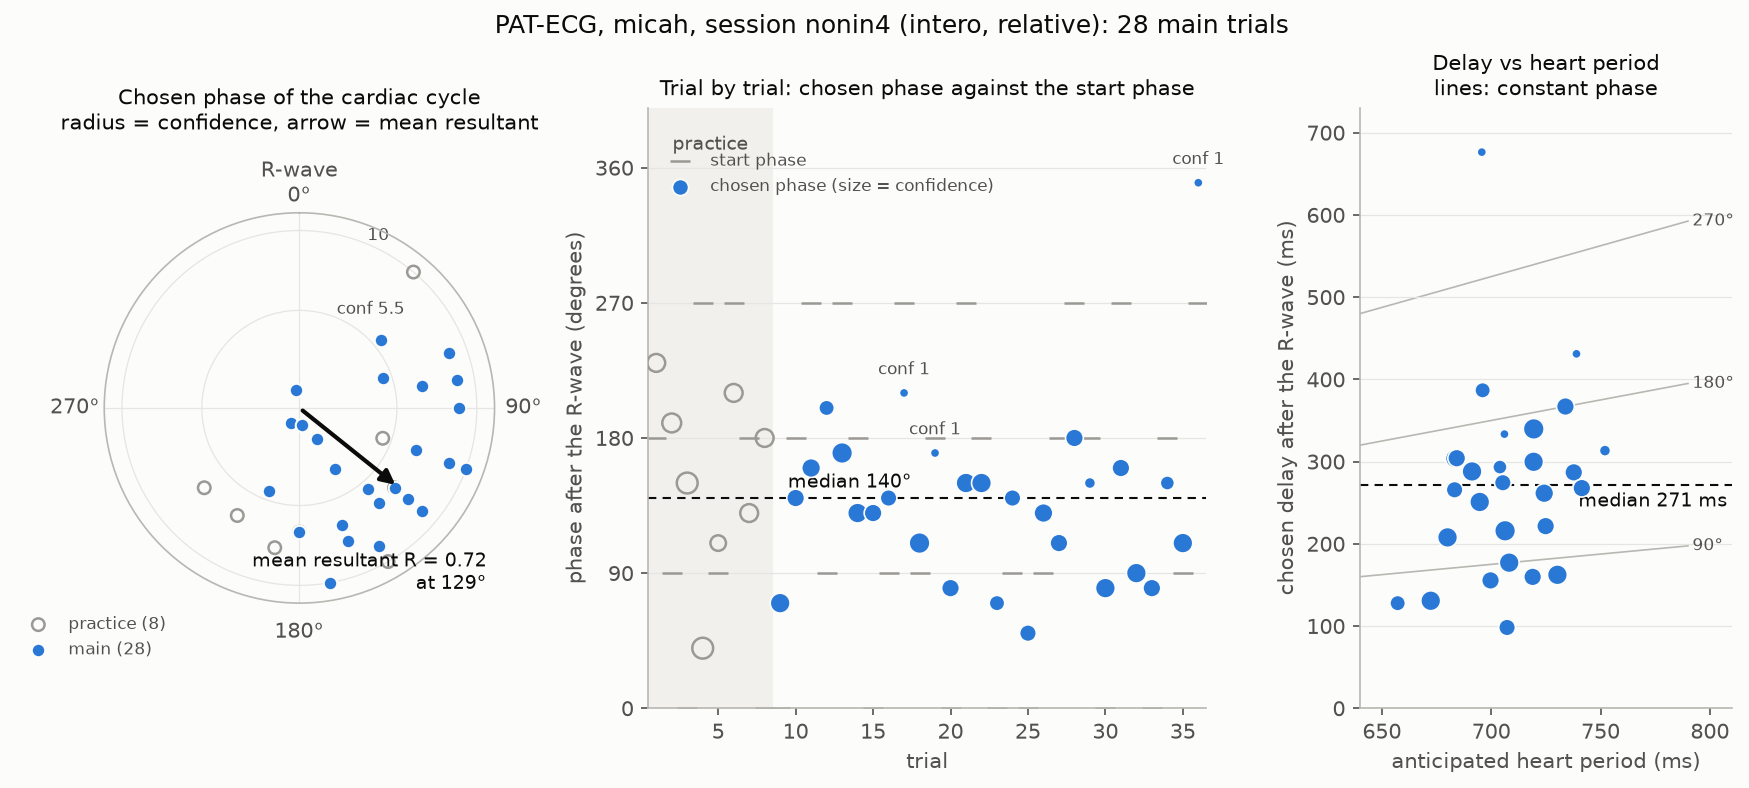 PAT-ECG, micah, session nonin4 (intero, relative): 28 main trials
Chosen phase of the cardiac cycle
radius = confidence, arrow = mean resultant
R-wave
0°
10
conf 5.5
270°
90°
mean resultant R = 0.72
at 129°
180°
practice (8)
main (28)
Trial by trial: chosen phase against the start phase
practice
start phase
chosen phase (size = confidence)
conf 1
conf 1
conf 1
median 140°
phase after the R-wave (degrees)
360
270
180
90
0
5 10 15 20 25 30 35
trial
Delay vs heart period
lines: constant phase
chosen delay after the R-wave (ms)
700
600
500
400
300
200
100
0
270°
180°
median 271 ms
90°
650 700 750 800
anticipated heart period (ms)